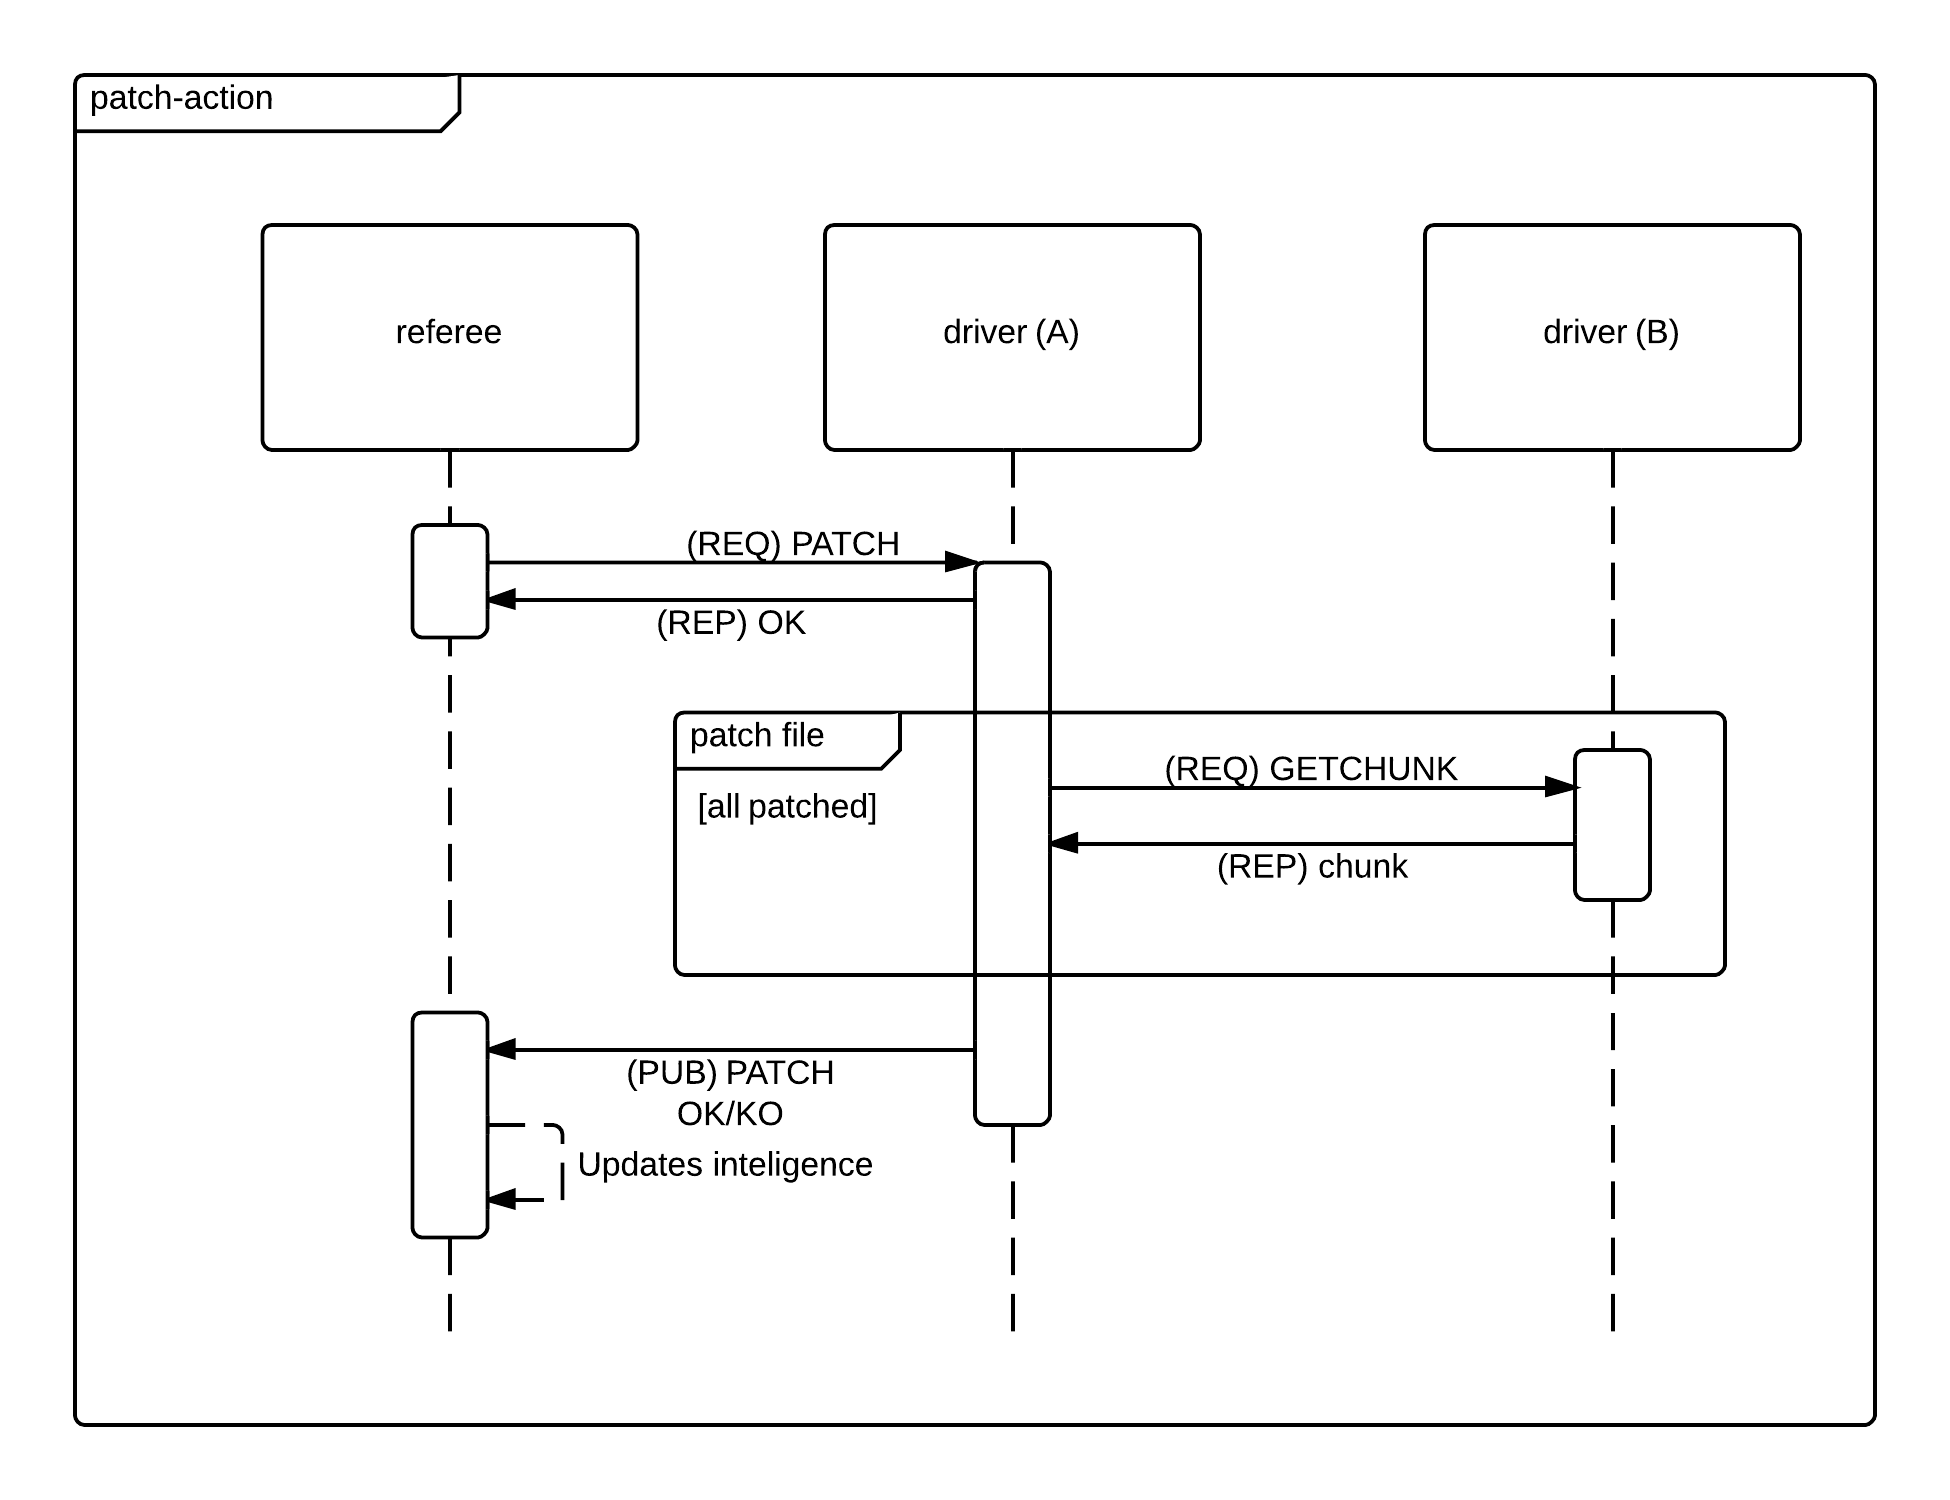 patch-action
referee
driver (A)
driver (B)
(REQ) PATCH
(REP) OK
patch file
(REQ) GETCHUNK
[all patched]
(REP) chunk
(PUB) PATCH
OK/KO
Updates inteligence